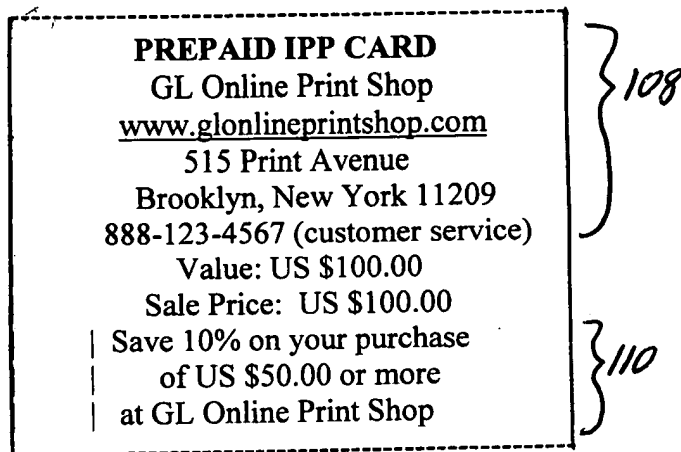 PREPAID IPP CARD
GL Online Print Shop
www.glonlineprintshop.com
515 Print Avenue
Brooklyn, New York 11209
888-123-4567 (customer service)
Value: US $100.00
Sale Price: US $100.00
Save 10% on your purchase
of US $50.00 or more
at GL Online Print Shop
108
110